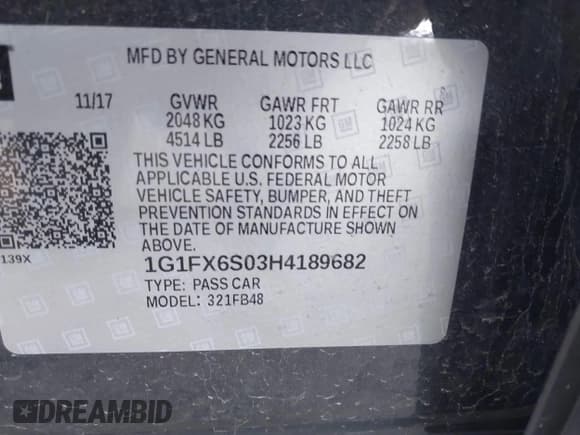 MFD BY GENERAL MOTORS LLC
11/17 GVWR GAWR FRT GAWR RR
2048 KG 1023 KG 1024 KG
4514 LB 2256 LB 2258 LB
THIS VEHICLE CONFORMS TO ALL
APPLICABLE U.S. FEDERAL MOTOR
VEHICLE SAFETY, BUMPER, AND THEFT
PREVENTION STANDARDS IN EFFECT ON
THE DATE OF MANUFACTURE SHOWN
ABOVE.
139X
1G1FX6S03H4189682
TYPE: PASS CAR
MODEL: 321FB48
DREAMBID